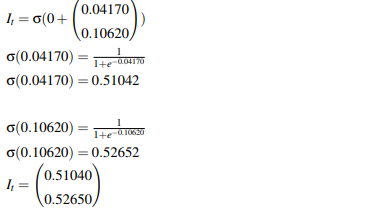 I_t = σ(0 + (0.04170 0.10620))
σ(0.04170) = 1/(1+e^{-0.04170})
σ(0.04170) = 0.51042
σ(0.10620) = 1/(1+e^{-0.10620})
σ(0.10620) = 0.52652
I_t = (0.51040 0.52650)